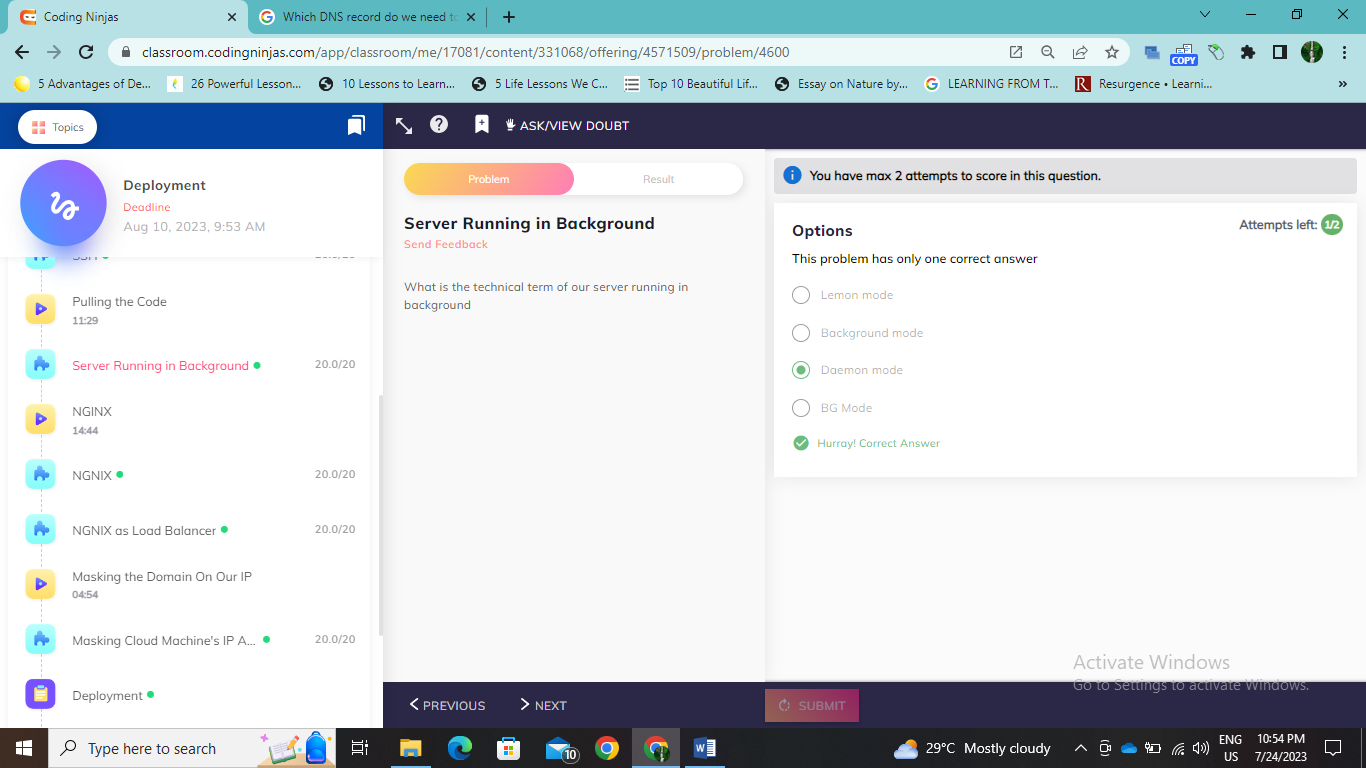 Coding Ninjas
Which DNS record do we need to
classroom.codingninjas.com/app/classroom/me/17081/content/331068/offering/4571509/problem/4600
COPY
5 Advantages of De...
26 Powerful Lesson...
10 Lessons to Learn...
5 Life Lessons We C...
Top 10 Beautiful Lif...
Essay on Nature by...
LEARNING FROM T...
Resurgence • Learni...
Topics
ASK/VIEW DOUBT
Deployment
Deadline
Aug 10, 2023, 9:53 AM
SSH
20.0/20
Pulling the Code
11:29
Server Running in Background
20.0/20
NGINX
14:44
NGNIX
20.0/20
NGNIX as Load Balancer
20.0/20
Masking the Domain On Our IP
04:54
Masking Cloud Machine's IP A...
20.0/20
Deployment
Problem
Result
Server Running in Background
Send Feedback
What is the technical term of our server running in
background
You have max 2 attempts to score in this question.
Attempts left: 1/2
Options
This problem has only one correct answer
Lemon mode
Background mode
Daemon mode
BG Mode
Hurray! Correct Answer
Activate Windows
Go to Settings to activate Windows.
PREVIOUS
NEXT
SUBMIT
Type here to search
10
29°C Mostly cloudy
ENG
US
10:54 PM
7/24/2023